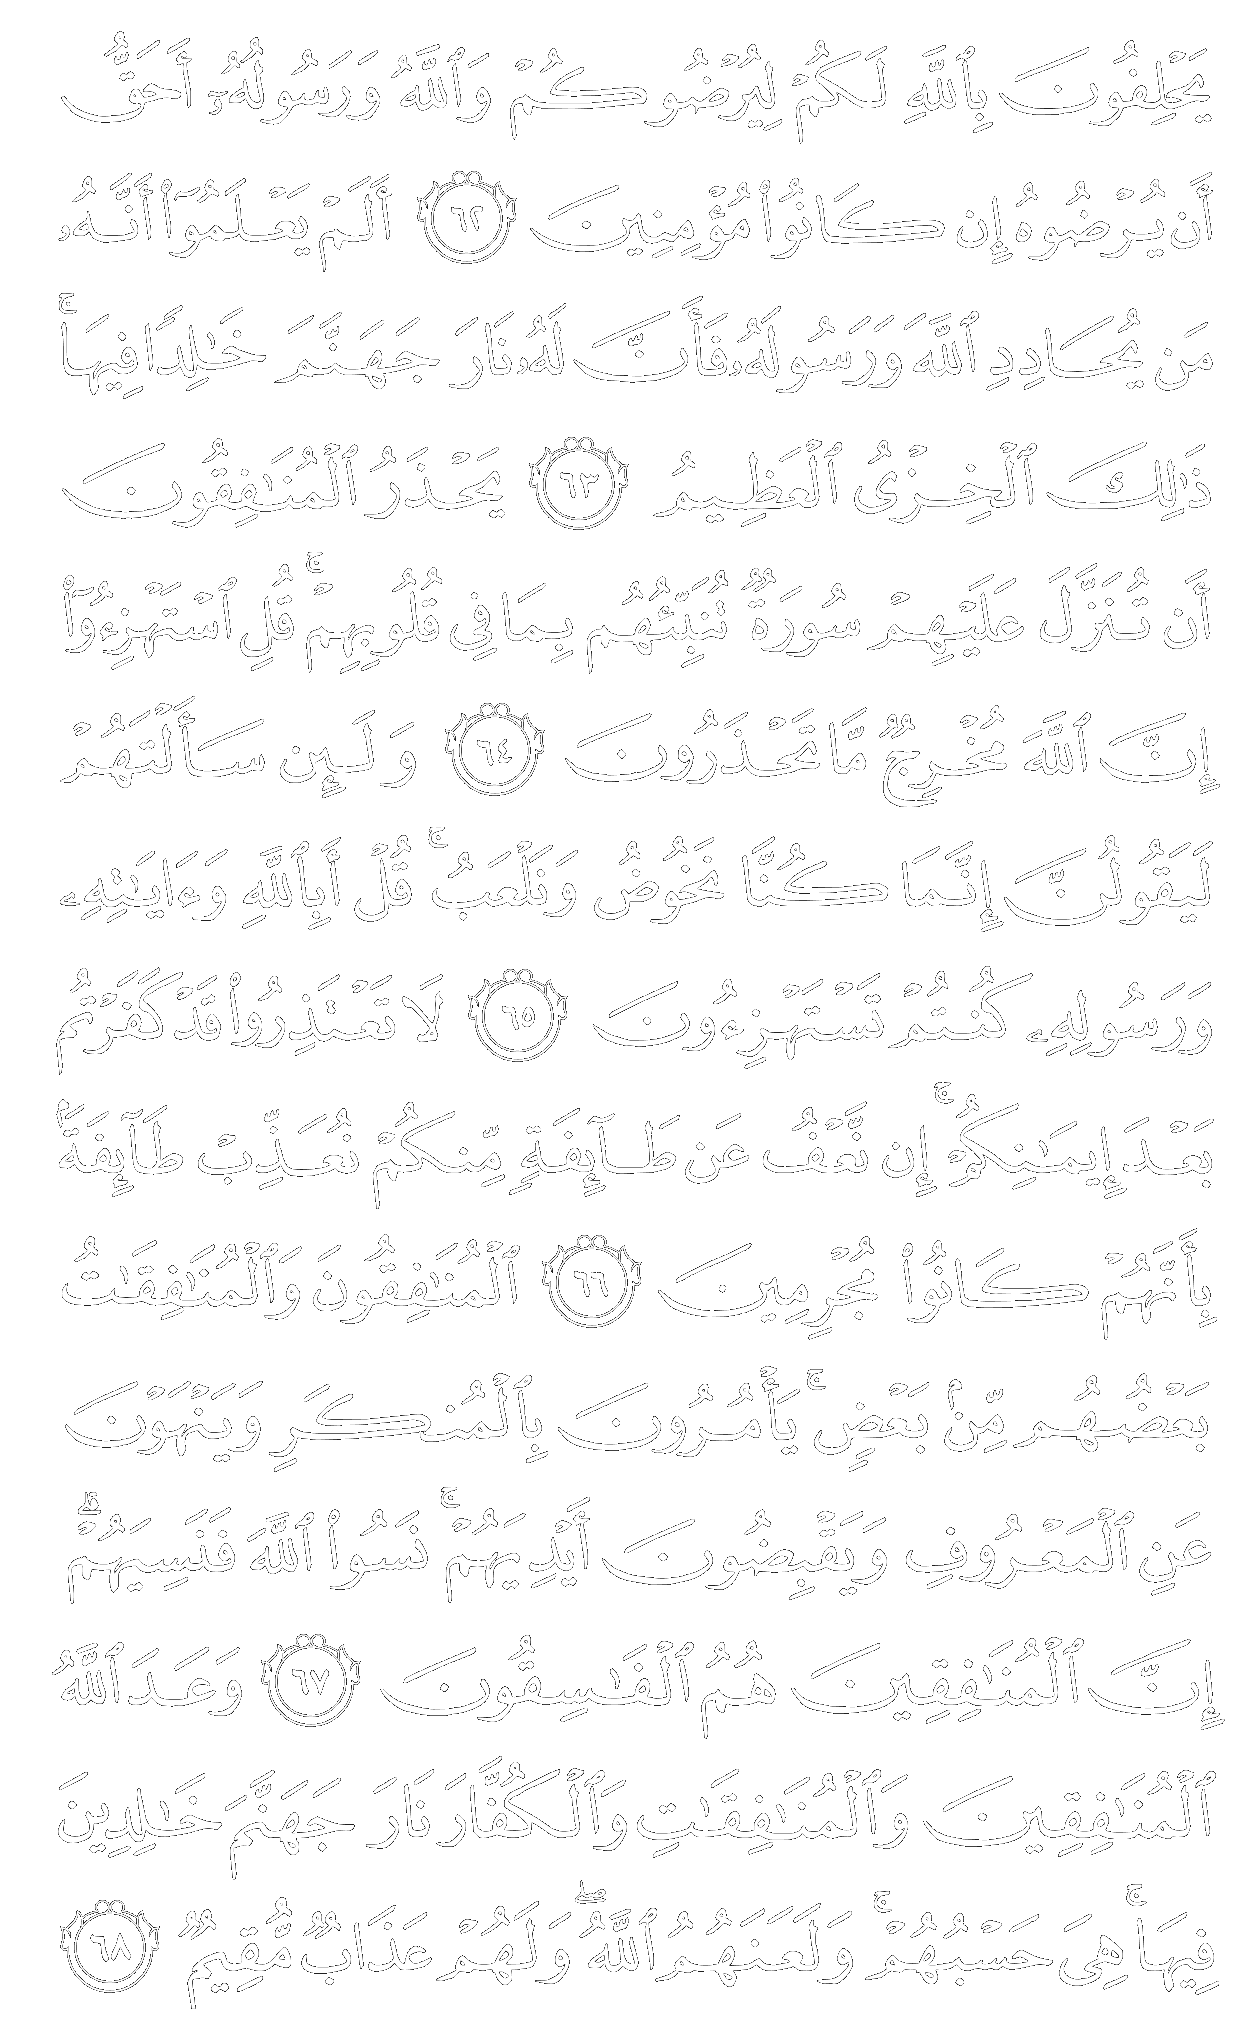 يَحْلِفُونَ بِٱللَّهِ لَكُمْ لِيُرْضُوكُمْ وَٱللَّهُ وَرَسُولُهُۥٓ أَحَقُّ
أَن يُرْضُوهُ إِن كَانُوا۟ مُؤْمِنِينَ ٦٢ أَلَمْ يَعْلَمُوٓا۟ أَنَّهُۥ
مَن يُحَادِدِ ٱللَّهَ وَرَسُولَهُۥ فَأَنَّ لَهُۥ نَارَ جَهَنَّمَ خَـٰلِدًا فِيهَا ۚ
ذَٰلِكَ ٱلْخِزْىُ ٱلْعَظِيمُ ٦٣ يَحْذَرُ ٱلْمُنَـٰفِقُونَ
أَن تُنَزَّلَ عَلَيْهِمْ سُورَةٌ تُنَبِّئُهُم بِمَا فِى قُلُوبِهِمْ ۚ قُلِ ٱسْتَهْزِءُوٓا۟
إِنَّ ٱللَّهَ مُخْرِجٌ مَّا تَحْذَرُونَ ٦٤ وَلَئِن سَأَلْتَهُمْ
لَيَقُولُنَّ إِنَّمَا كُنَّا نَخُوضُ وَنَلْعَبُ ۚ قُلْ أَبِٱللَّهِ وَءَايَـٰتِهِۦ
وَرَسُولِهِۦ كُنتُمْ تَسْتَهْزِءُونَ ٦٥ لَا تَعْتَذِرُوا۟ قَدْ كَفَرْتُم
بَعْدَ إِيمَـٰنِكُمْ ۚ إِن نَّعْفُ عَن طَآئِفَةٍ مِّنكُمْ نُعَذِّبْ طَآئِفَةًۢ
بِأَنَّهُمْ كَانُوا۟ مُجْرِمِينَ ٦٦ ٱلْمُنَـٰفِقُونَ وَٱلْمُنَـٰفِقَـٰتُ
بَعْضُهُم مِّنۢ بَعْضٍ ۚ يَأْمُرُونَ بِٱلْمُنكَرِ وَيَنْهَوْنَ
عَنِ ٱلْمَعْرُوفِ وَيَقْبِضُونَ أَيْدِيَهُمْ ۚ نَسُوا۟ ٱللَّهَ فَنَسِيَهُمْ ۗ
إِنَّ ٱلْمُنَـٰفِقِينَ هُمُ ٱلْفَـٰسِقُونَ ٦٧ وَعَدَ ٱللَّهُ
ٱلْمُنَـٰفِقِينَ وَٱلْمُنَـٰفِقَـٰتِ وَٱلْكُفَّارَ نَارَ جَهَنَّمَ خَـٰلِدِينَ
فِيهَا ۚ هِىَ حَسْبُهُمْ ۚ وَلَعَنَهُمُ ٱللَّهُ ۖ وَلَهُمْ عَذَابٌ مُّقِيمٌ ٦٨